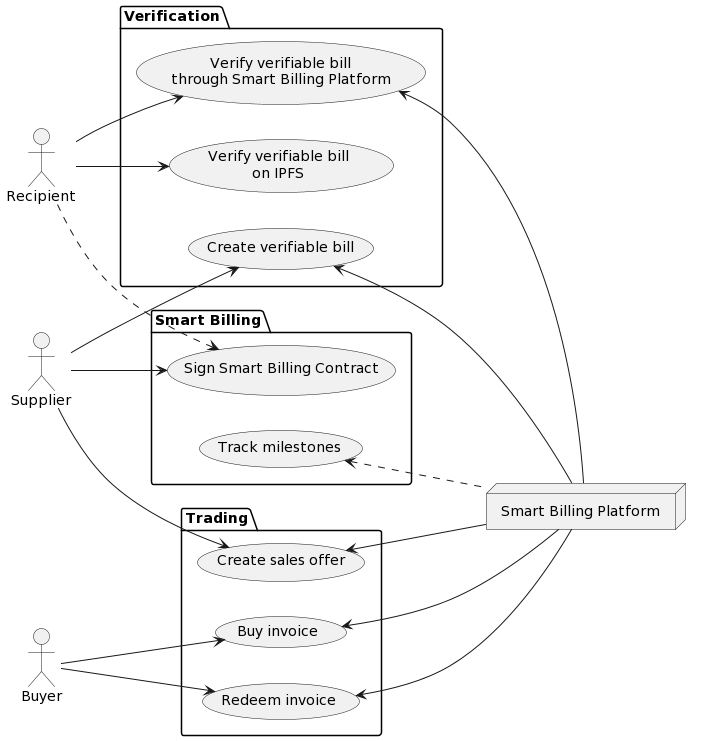 Verification
Verify verifiable bill
through Smart Billing Platform
Verify verifiable bill
on IPFS
Recipient
Create verifiable bill
Smart Billing
Sign Smart Billing Contract
Supplier
Track milestones
Smart Billing Platform
Trading
Create sales offer
Buy invoice
Buyer
Redeem invoice